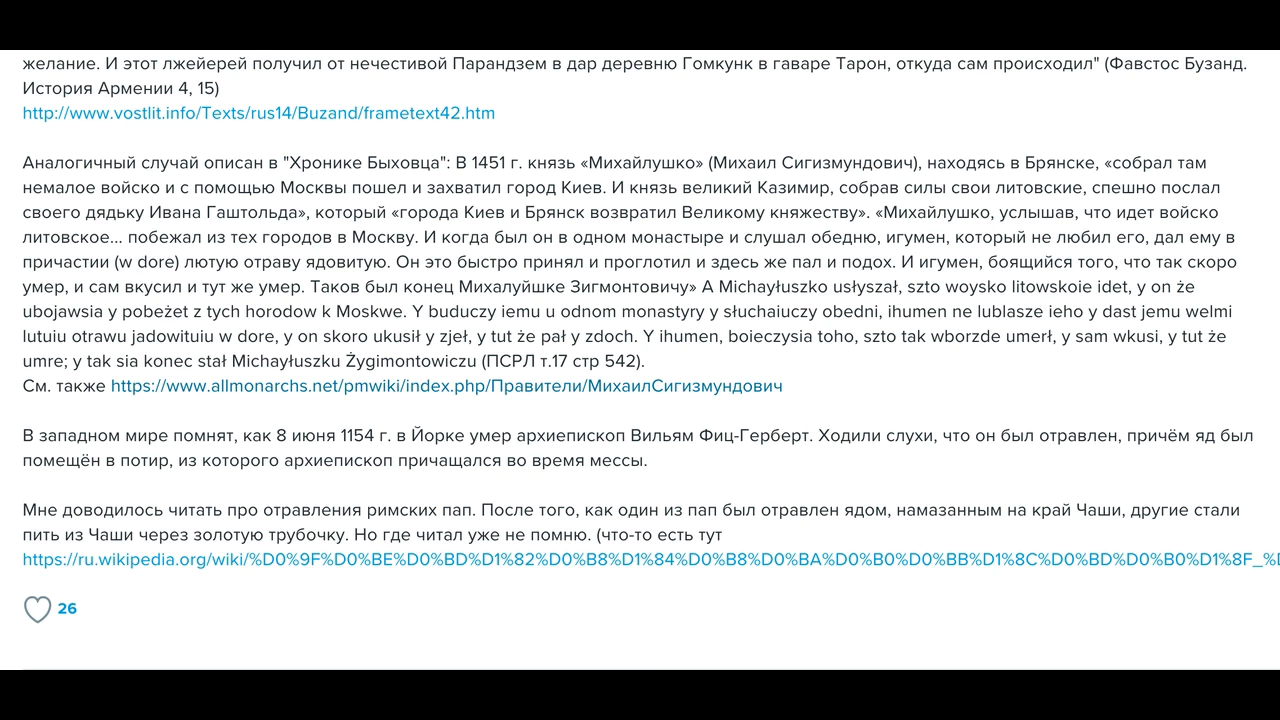 желание. И этот лжейерей получил от нечестивой Парандзем в дар деревню Гомкунк в гаваре Тарон, откуда сам происходил" (Фавстос Бузанд.
История Армении 4, 15)
http://www.vostlit.info/Texts/rus14/Buzand/frametext42.htm
Аналогичный случай описан в "Хронике Быховца": В 1451 г. князь «Михайлушко» (Михаил Сигизмундович), находясь в Брянске, «собрал там
немалое войско и с помощью Москвы пошел и захватил город Киев. И князь великий Казимир, собрав силы свои литовские, спешно послал
своего дядьку Ивана Гаштольда», который «города Киев и Брянск возвратил Великому княжеству». «Михайлушко, услышав, что идет войско
литовское... побежал из тех городов в Москву. И когда был он в одном монастыре и слушал обедню, игумен, который не любил его, дал ему в
причастии (w dore) лютую отраву ядовитую. Он это быстро принял и проглотил и здесь же пал и подох. И игумен, боящийся того, что так скоро
умер, и сам вкусил и тут же умер. Таков был конец Михалуйшке Зигмонтовичу» A Michayłuszko usłyszał, szto woysko litowskoie idet, y on że
ubojawsia y pobeżet z tych horodow k Moskwe. Y buduczy iemu u odnom monastyry y słuchaiuczy obedni, ihumen ne lublasze ieho y dast jemu welmi
lutuiu otrawu jadowituiu w dore, y on skoro ukusił y zjeł, y tut że pał y zdoch. Y ihumen, boieczysia toho, szto tak wborzde umerł, y sam wkusi, y tut że
umre; y tak sia konec stał Michayłuszku Żygimontowiczu (ПСРЛ т.17 стр 542).
См. также https://www.allmonarchs.net/pmwiki/index.php/Правители/МихаилСигизмундович
В западном мире помнят, как 8 июня 1154 г. в Йорке умер архиепископ Вильям Фиц-Герберт. Ходили слухи, что он был отравлен, причём яд был
помещён в потир, из которого архиепископ причащался во время мессы.
Мне доводилось читать про отравления римских пап. После того, как один из пап был отравлен ядом, намазанным на край Чаши, другие стали
пить из Чаши через золотую трубочку. Но где читал уже не помню. (что-то есть тут
https://ru.wikipedia.org/wiki/%D0%9F%D0%BE%D0%BD%D1%82%D0%B8%D1%84%D0%B8%D0%BA%D0%B0%D0%BB%D1%8C%D0%BD%D0%B0%D1%8F_%D
26